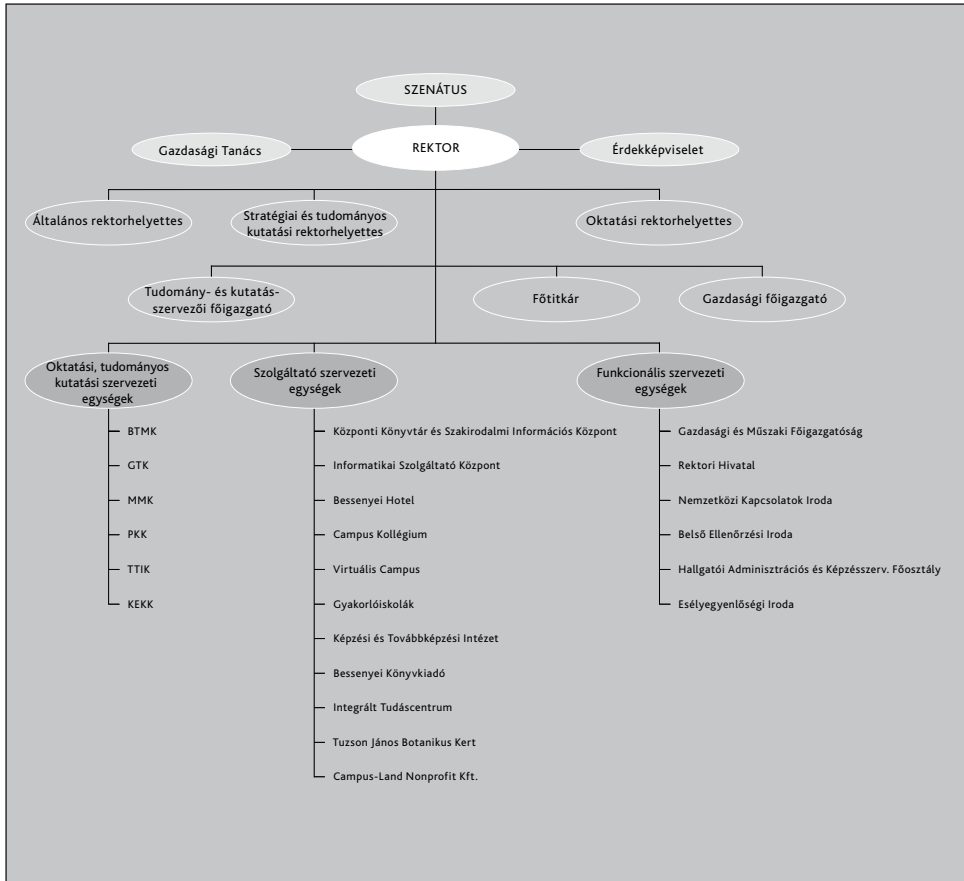 SZENÁTUS
Gazdasági Tanács
REKTOR
Érdekképviselet
Általános rektorhelyettes
Stratégiai és tudományos
kutatási rektorhelyettes
Oktatási rektorhelyettes
Tudomány- és kutatás-
szervezői főigazgató
Főtitkár
Gazdasági főigazgató
Oktatási, tudományos
kutatási szervezeti
egységek
BTMK
GTK
MMK
PKK
TTIK
KEKK
Szolgáltató szervezeti
egységek
Központi Könyvtár és Szakirodalmi Információs Központ
Informatikai Szolgáltató Központ
Bessenyei Hotel
Campus Kollégium
Virtuális Campus
Gyakorlóiskolák
Képzési és Továbbképzési Intézet
Bessenyei Könyvkiadó
Integrált Tudáscentrum
Tuzson János Botanikus Kert
Campus-Land Nonprofit Kft.
Funkcionális szervezeti
egységek
Gazdasági és Műszaki Főigazgatóság
Rektori Hivatal
Nemzetközi Kapcsolatok Iroda
Belső Ellenőrzési Iroda
Hallgatói Adminisztrációs és Képzésszerv. Főosztály
Esélyegyenlőségi Iroda